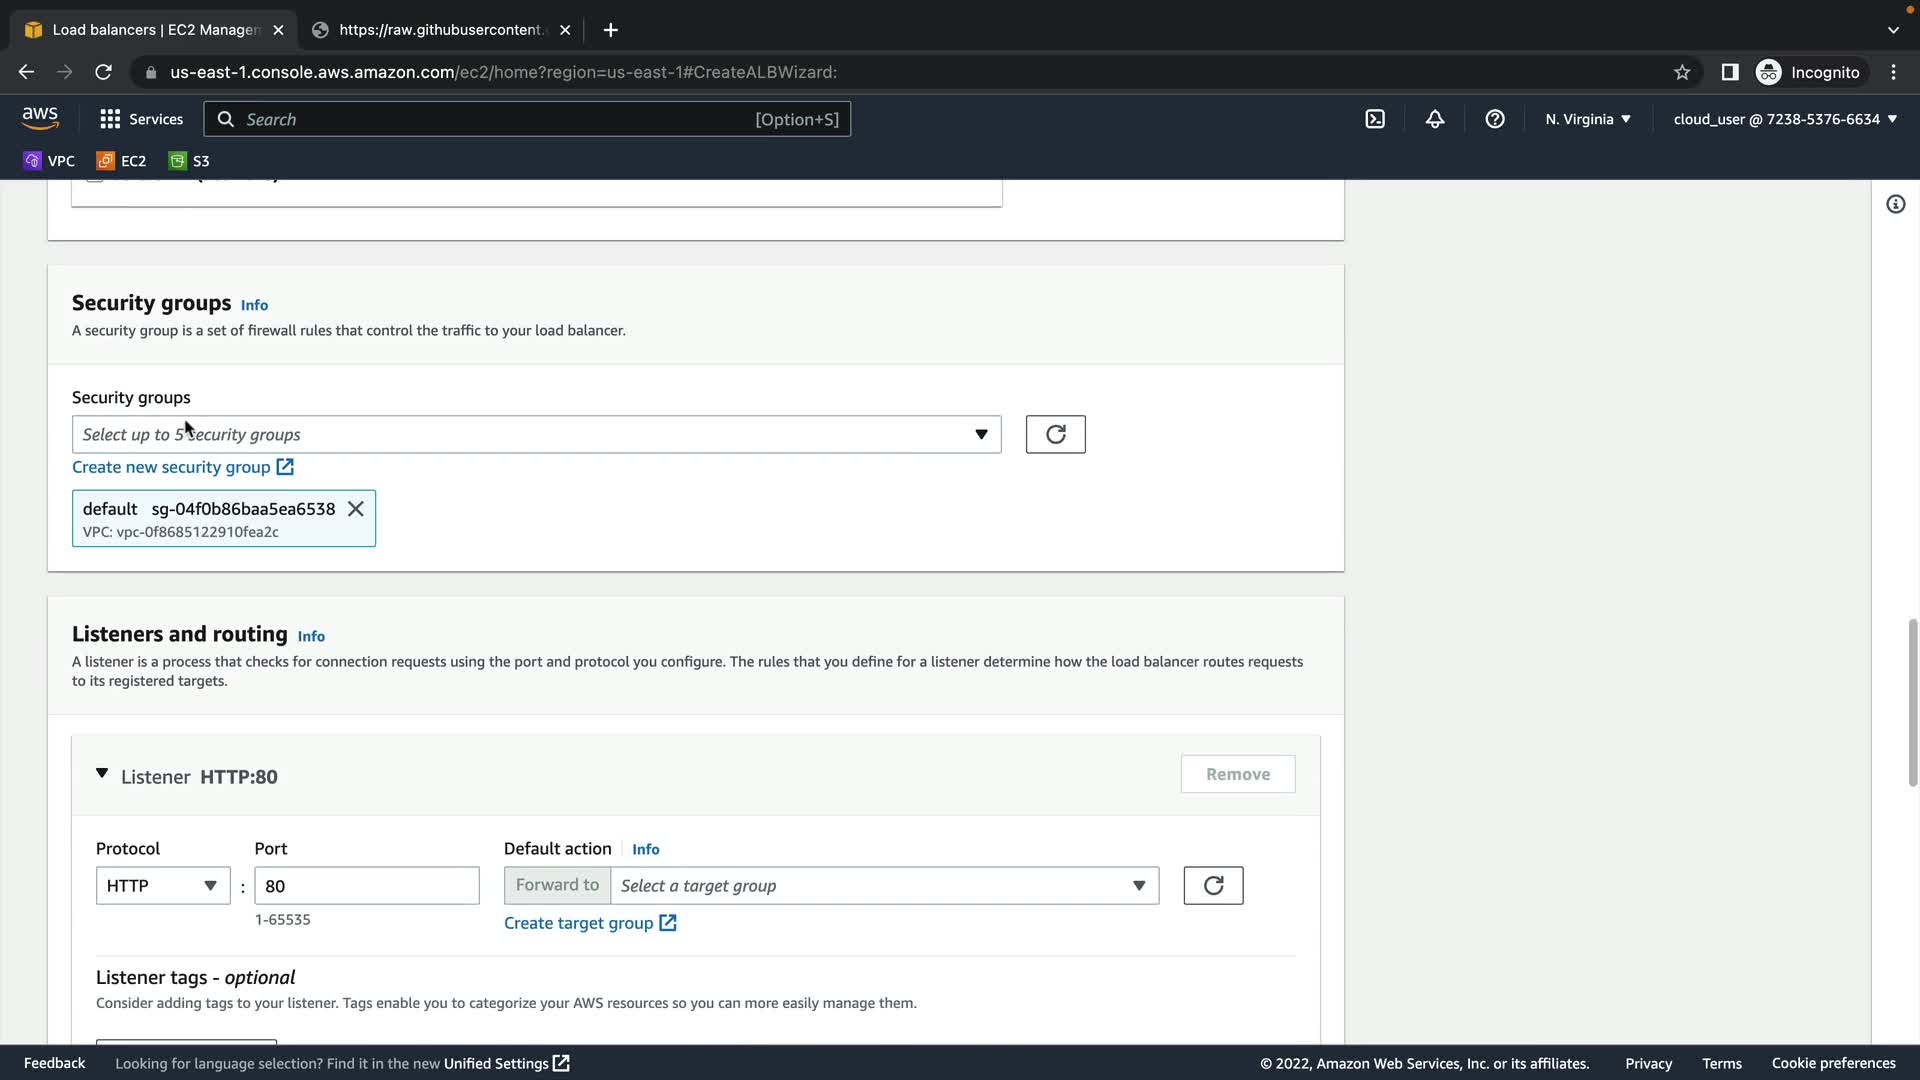 Load balancers | EC2 Managen
https://raw.githubusercontent.
us-east-1.console.aws.amazon.com/ec2/home?region=us-east-1#CreateALBWizard:
Incognito
aws
Services
Search
[Option+S]
N. Virginia
cloud_user @ 7238-5376-6634
VPC
EC2
S3
Security groups Info
A security group is a set of firewall rules that control the traffic to your load balancer.
Security groups
Select up to 5 security groups
Create new security group
default sg-04f0b86baa5ea6538
VPC: vpc-0f8685122910fea2c
Listeners and routing Info
A listener is a process that checks for connection requests using the port and protocol you configure. The rules that you define for a listener determine how the load balancer routes requests
to its registered targets.
Listener HTTP:80
Remove
Protocol
Port
Default action Info
HTTP
:
80
Forward to
Select a target group
1-65535
Create target group
Listener tags - optional
Consider adding tags to your listener. Tags enable you to categorize your AWS resources so you can more easily manage them.
Feedback
Looking for language selection? Find it in the new Unified Settings
© 2022, Amazon Web Services, Inc. or its affiliates.
Privacy
Terms
Cookie preferences